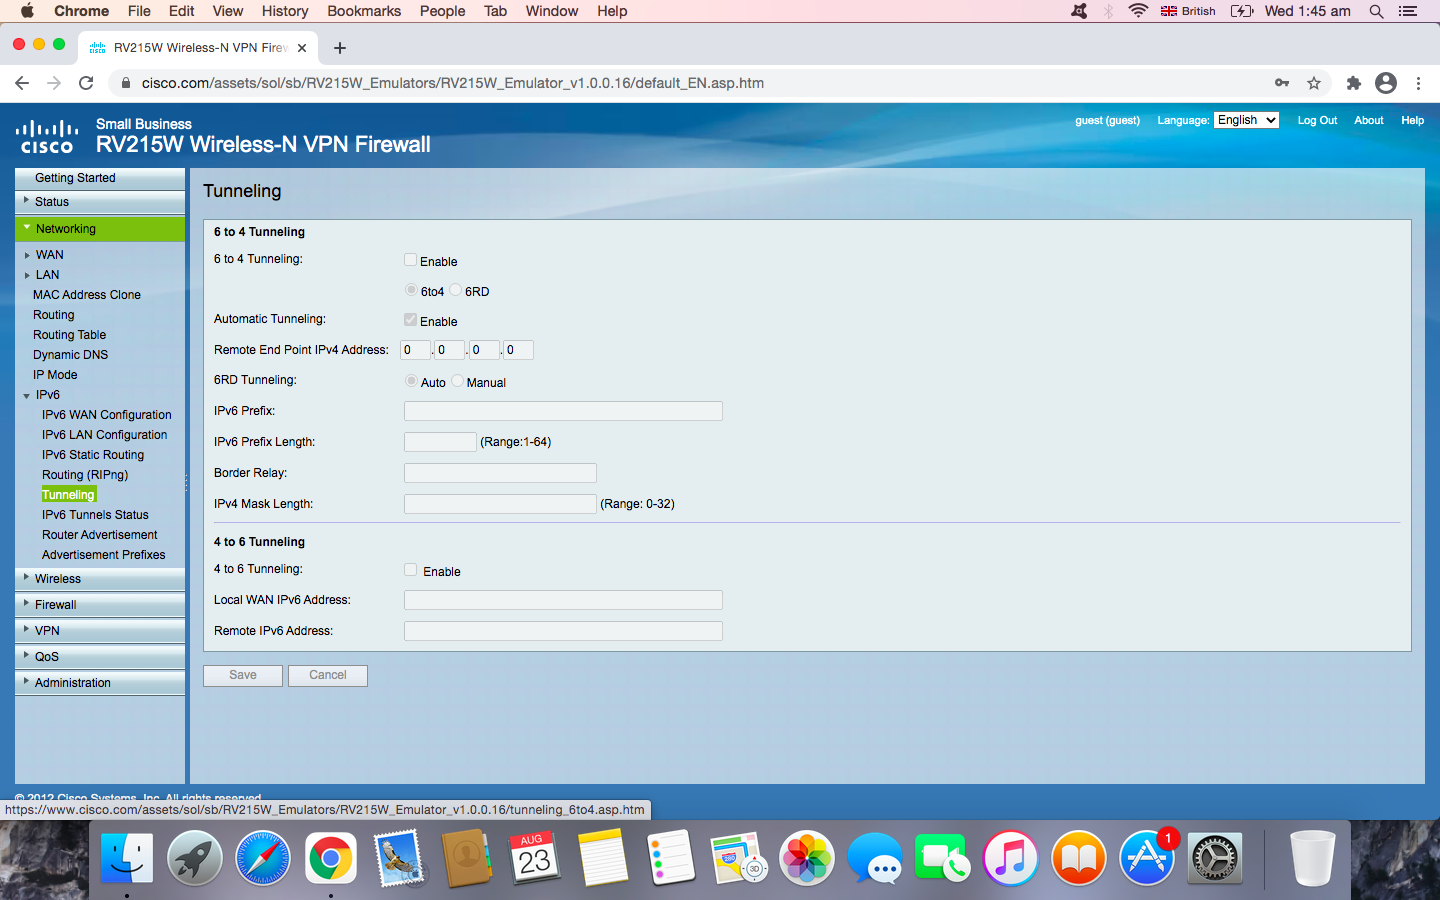 Chrome File Edit View History Bookmarks People Tab Window Help British Wed 1:45 am
RV215W Wireless-N VPN Firew
cisco.com/assets/sol/sb/RV215W_Emulators/RV215W_Emulator_v1.0.0.16/default_EN.asp.htm
cisco
Small Business
RV215W Wireless-N VPN Firewall
guest (guest) Language: English Log Out About Help
Getting Started
Status
Networking
WAN
LAN
MAC Address Clone
Routing
Routing Table
Dynamic DNS
IP Mode
IPv6
IPv6 WAN Configuration
IPv6 LAN Configuration
IPv6 Static Routing
Routing (RIPng)
Tunneling
IPv6 Tunnels Status
Router Advertisement
Advertisement Prefixes
Wireless
Firewall
VPN
QoS
Administration
Tunneling
6 to 4 Tunneling
6 to 4 Tunneling: Enable
6to4 6RD
Automatic Tunneling: Enable
Remote End Point IPv4 Address: 0 . 0 . 0 . 0
6RD Tunneling: Auto Manual
IPv6 Prefix:
IPv6 Prefix Length: (Range:1-64)
Border Relay:
IPv4 Mask Length: (Range: 0-32)
4 to 6 Tunneling
4 to 6 Tunneling: Enable
Local WAN IPv6 Address:
Remote IPv6 Address:
Save Cancel
© 2012 Cisco Systems, Inc. All rights reserved.
https://www.cisco.com/assets/sol/sb/RV215W_Emulators/RV215W_Emulator_v1.0.0.16/tunneling_6to4.asp.htm
AUG
23
280
3D
1